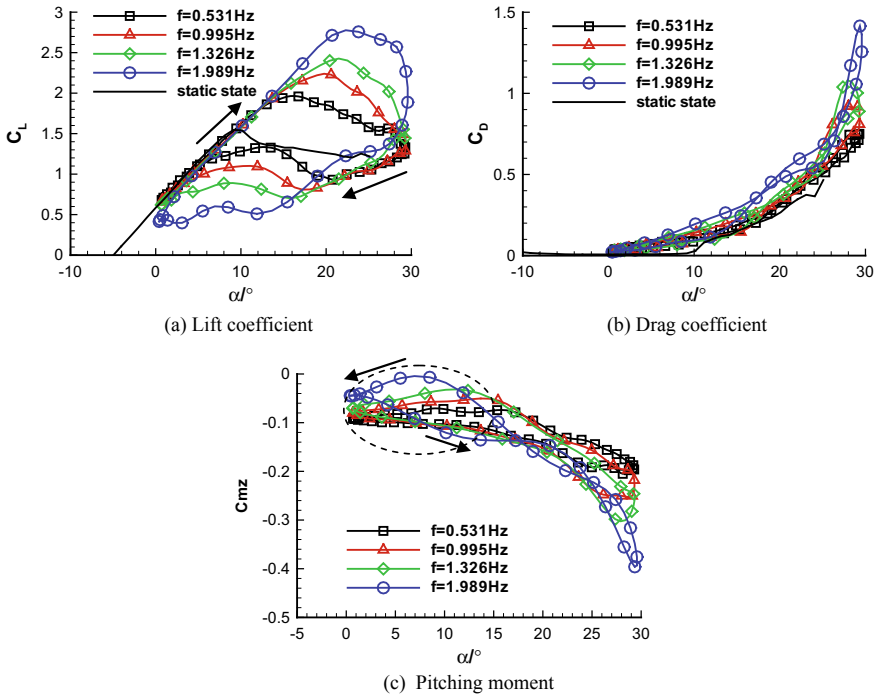 f=0.531Hz
f=0.995Hz
f=1.326Hz
f=1.989Hz
static state
C_L
3
2.5
2
1.5
1
0.5
0
-10 0 10 20 30
α/°
(a) Lift coefficient
f=0.531Hz
f=0.995Hz
f=1.326Hz
f=1.989Hz
static state
C_D
1.5
1
0.5
0
-10 0 10 20 30
α/°
(b) Drag coefficient
Cmz
0
-0.1
-0.2
-0.3
-0.4
-0.5
f=0.531Hz
f=0.995Hz
f=1.326Hz
f=1.989Hz
-5 0 5 10 15 20 25 30
α/°
(c) Pitching moment